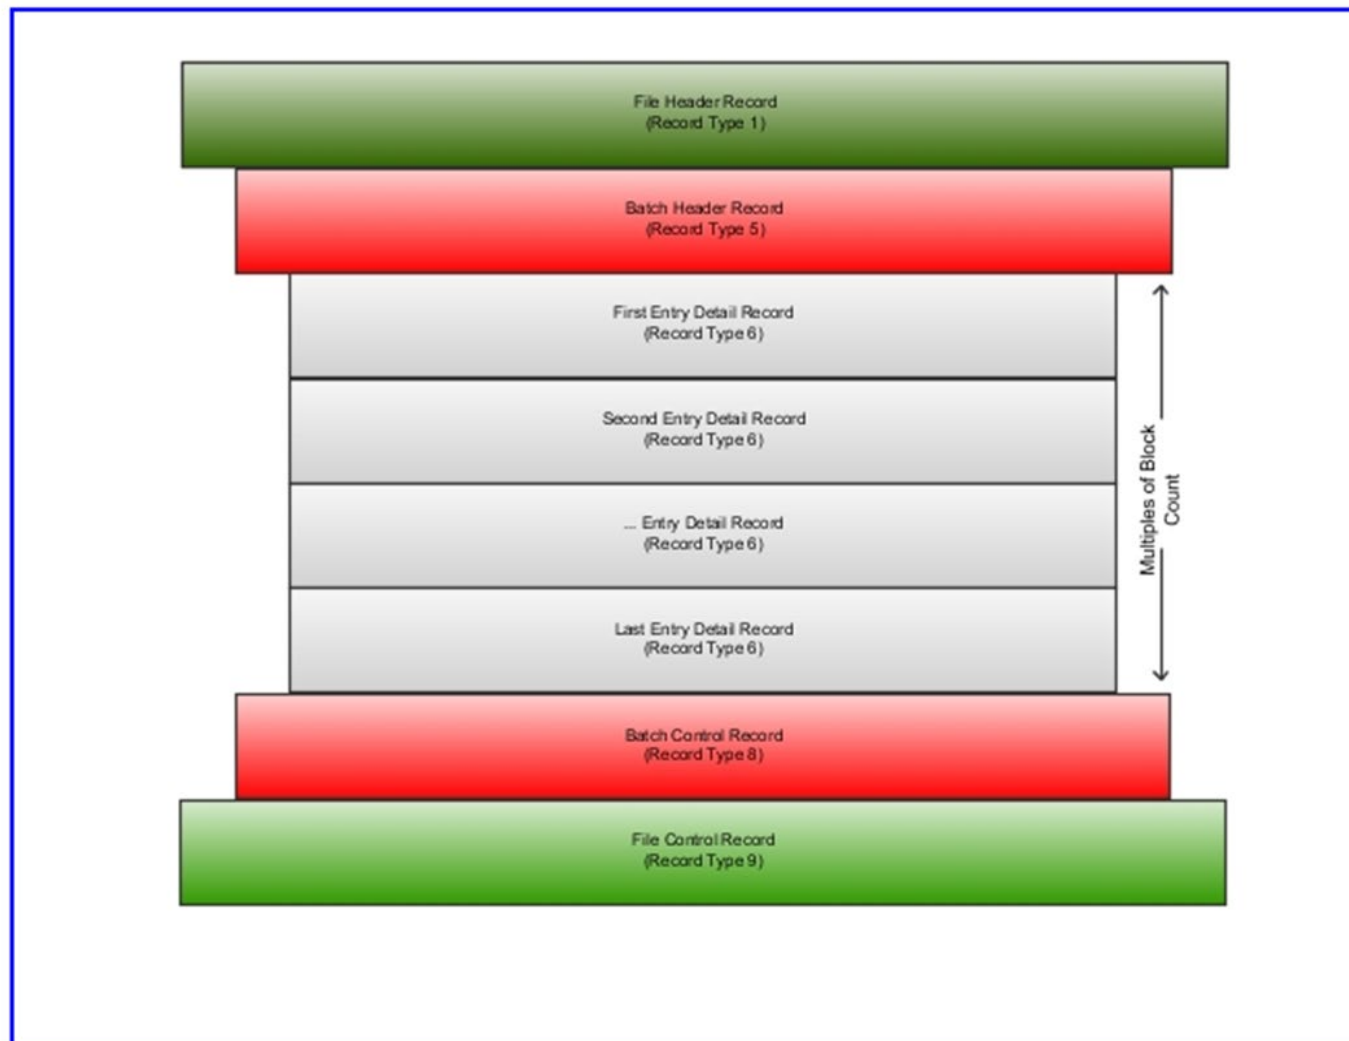 File Header Record
(Record Type 1)
Batch Header Record
(Record Type 5)
First Entry Detail Record
(Record Type 6)
Second Entry Detail Record
(Record Type 6)
... Entry Detail Record
(Record Type 6)
Last Entry Detail Record
(Record Type 6)
Multiples of Block
Count
Batch Control Record
(Record Type 8)
File Control Record
(Record Type 9)